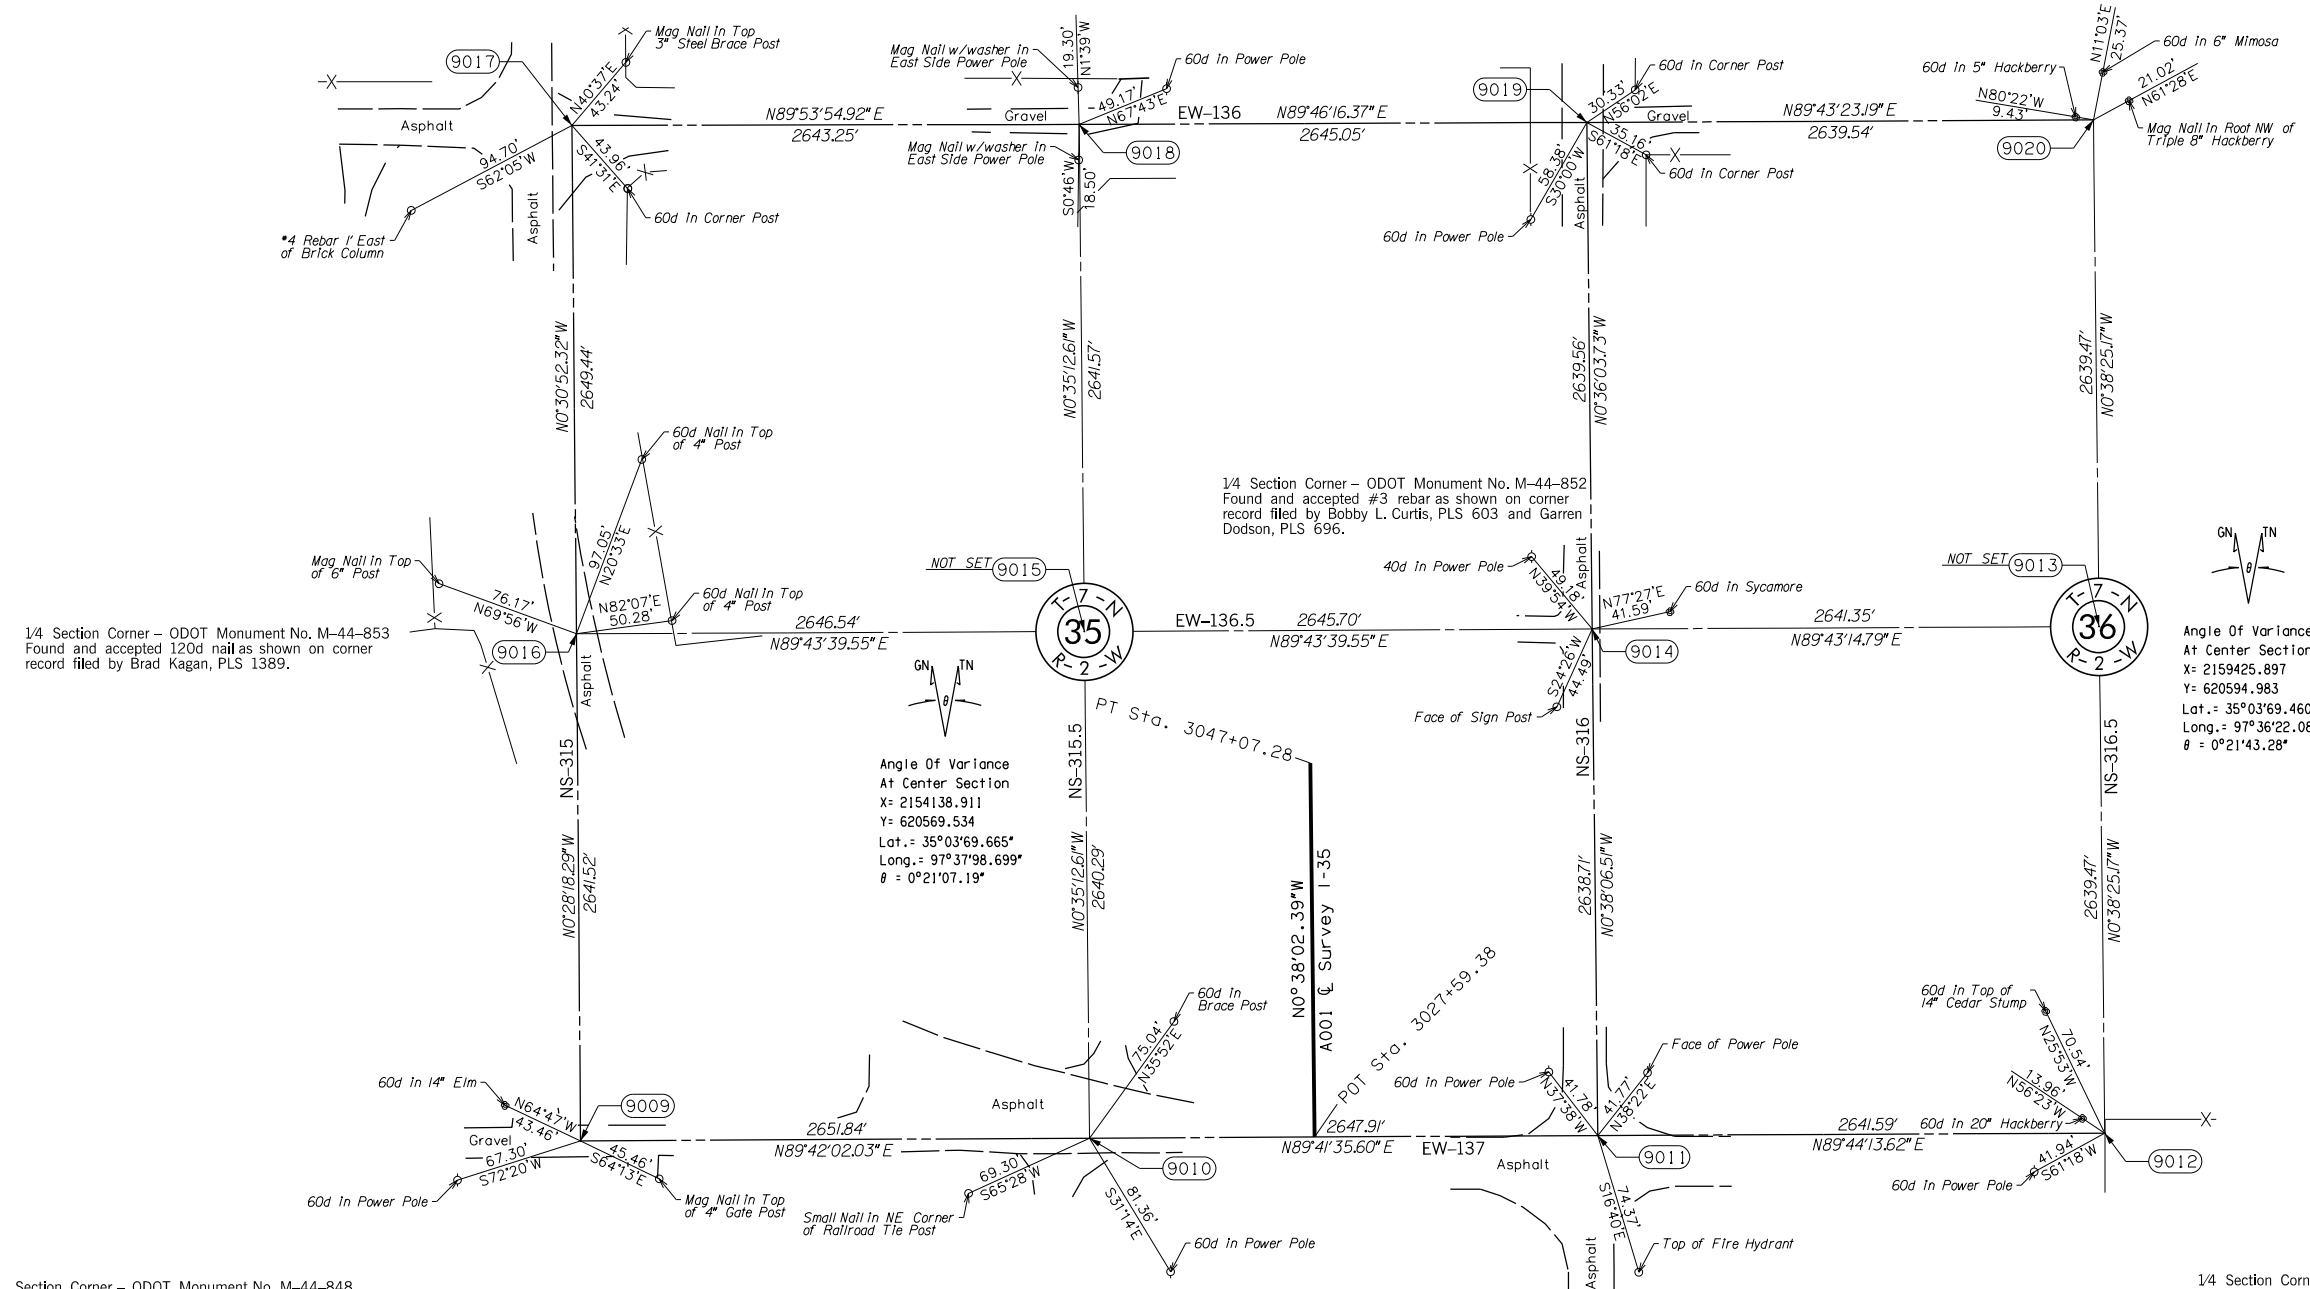 9017
Mag Nail in Top
3" Steel Brace Post
N40°37'E
43.24'
Asphalt
94.70'
S62°05'W
43.96'
S41°31'E
60d in Corner Post
*4 Rebar 1' East
of Brick Column
Asphalt
N89°53'54.92" E
2643.25'
Mag Nail w/washer in
East Side Power Pole
19.30'
N1°39'W
60d in Power Pole
49.17'
N67°43'E
Gravel
EW-136
Mag Nail w/washer in
East Side Power Pole
9018
S0°46'W
18.50'
N89°46'16.37" E
2645.05'
9019
60d in Corner Post
30.33'
N56°02'E
Gravel
35.16'
S61°18'E
60d in Corner Post
58.38'
S30°00'W
Asphalt
60d in Power Pole
N89°43'23.19" E
2639.54'
N11°03'E
25.37'
60d in 6" Mimosa
60d in 5" Hackberry
21.02'
N61°28'E
N80°22'W
9.43'
Mag Nail in Root NW of
Triple 8" Hackberry
9020
N0°30'52.32" W
2649.44'
N0°35'12.61" W
2641.57'
2639.56'
N0°36'03.73" W
2639.47'
N0°38'25.17" W
60d Nail in Top
of 4" Post
97.05'
N20°33'E
Mag Nail in Top
of 6" Post
76.17'
N69°56'W
N82°07'E
50.28'
60d Nail in Top
of 4" Post
1/4 Section Corner – ODOT Monument No. M–44–853
Found and accepted 120d nail as shown on corner
record filed by Brad Kagan, PLS 1389.
9016
Asphalt
2646.54'
N89°43'39.55" E
NOT SET
9015
T-7-N
35
R-2-W
EW-136.5
2645.70'
N89°43'39.55" E
1/4 Section Corner – ODOT Monument No. M–44–852
Found and accepted #3 rebar as shown on corner
record filed by Bobby L. Curtis, PLS 603 and Garren
Dodson, PLS 696.
40d in Power Pole
49.18'
N39°54'W
Asphalt
N77°27'E
41.59'
60d in Sycamore
9014
S24°26'W
44.49'
Face of Sign Post
2641.35'
N89°43'14.79" E
NOT SET
9013
T-7-N
36
R-2-W
GN
TN
θ
Angle Of Variance
At Center Section
X= 2159425.897
Y= 620594.983
Lat.= 35°03'69.460
Long.= 97°36'22.08
θ = 0°21'43.28"
GN
TN
θ
Angle Of Variance
At Center Section
X= 2154138.911
Y= 620569.534
Lat.= 35°03'69.665"
Long.= 97°37'98.699"
θ = 0°21'07.19"
PT Sta. 3047+07.28
NS-315
NS-315.5
NS-316
NS-316.5
N0°28'18.29" W
2641.52'
N0°35'12.61" W
2640.29'
N0°38'02.39"W
A001 ℄ Survey I-35
2638.71'
N0°38'06.51" W
2639.47'
N0°38'25.17" W
POT Sta. 3027+59.38
60d in 14" Elm
N64°47'W
43.46'
9009
Gravel
67.30'
S72°20'W
45.46'
S64°13'E
60d in Power Pole
Mag Nail in Top
of 4" Gate Post
2651.84'
N89°42'02.03" E
Asphalt
60d in
Brace Post
75.04'
N35°52'E
69.30'
S65°28'W
9010
Small Nail in NE Corner
of Railroad Tie Post
81.36'
S31°14'E
60d in Power Pole
2647.91'
N89°41'35.60" E
EW-137
60d in Power Pole
41.78'
N37°38'W
41.77'
N38°22'E
Face of Power Pole
9011
Asphalt
74.37'
S16°40'E
Top of Fire Hydrant
Asphalt
2641.59'
N89°44'13.62" E
60d in Top of
14" Cedar Stump
70.54'
N25°53'W
13.96'
N56°23'W
60d in 20" Hackberry
41.94'
S61°18'W
60d in Power Pole
9012
Section Corner – ODOT Monument No. M–44–848
1/4 Section Corn